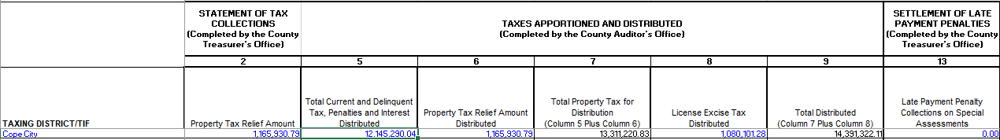 STATEMENT OF TAX
COLLECTIONS
(Completed by the County
Treasurer's Office)
TAXES APPORTIONED AND DISTRIBUTED
(Completed by the County Auditor's Office)
SETTLEMENT OF LATE
PAYMENT PENALTIES
(Completed by the County
Treasurer's Office)
2 5 6 7 8 9 13
TAXING DISTRICT/TIF
Property Tax Relief Amount
Total Current and Delinquent
Tax, Penalties and Interest
Distributed
Property Tax Relief Amount
Distributed
Total Property Tax for
Distribution
(Column 5 Plus Column 6)
License Excise Tax
Distributed
Total Distributed
(Column 7 Plus Column 8)
Late Payment Penalty
Collections on Special
Assessments
Cope City 1,165,930.79 12,145,290.04 1,165,930.79 13,311,220.83 1,080,101.28 14,391,322.11 0.00